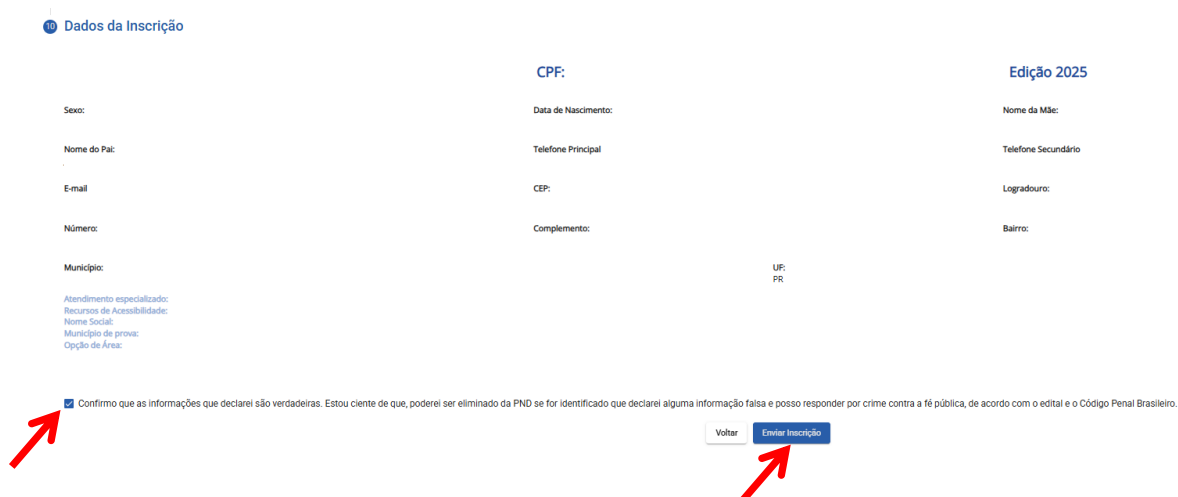 10 Dados da Inscrição
CPF: Edição 2025
Sexo: Data de Nascimento: Nome da Mãe:
Nome do Pai: Telefone Principal Telefone Secundário
E-mail CEP: Logradouro:
Número: Complemento: Bairro:
Município: UF:
PR
Atendimento especializado:
Recursos de Acessibilidade:
Nome Social:
Município de prova:
Opção de Área:
Confirmo que as informações que declarei são verdadeiras. Estou ciente de que, poderei ser eliminado da PND se for identificado que declarei alguma informação falsa e posso responder por crime contra a fé pública, de acordo com o edital e o Código Penal Brasileiro.
Voltar Enviar Inscrição